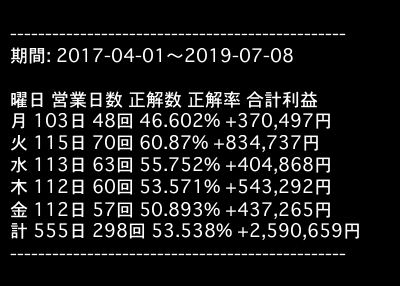 ------------------------------------------------
期間: 2017-04-01〜2019-07-08
曜日 営業日数 正解数 正解率 合計利益
月 103日 48回 46.602% +370,497円
火 115日 70回 60.87% +834,737円
水 113日 63回 55.752% +404,868円
木 112日 60回 53.571% +543,292円
金 112日 57回 50.893% +437,265円
計 555日 298回 53.538% +2,590,659円
------------------------------------------------